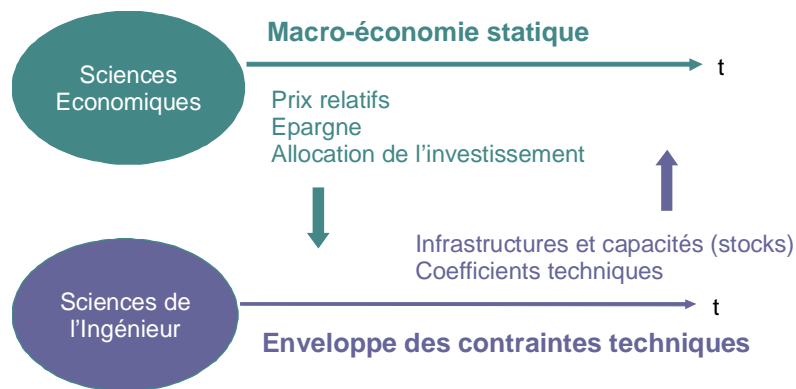 Macro-économie statique
Sciences
Economiques
t
Prix relatifs
Epargne
Allocation de l’investissement
Infrastructures et capacités (stocks)
Coefficients techniques
Sciences de
l’Ingénieur
t
Enveloppe des contraintes techniques